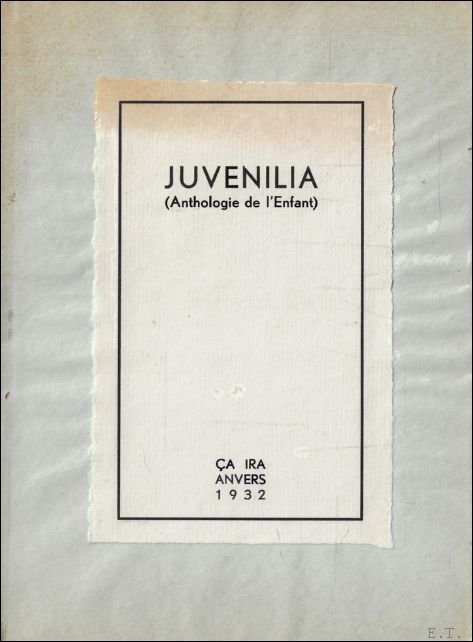 JUVENILIA
(Anthologie de l'Enfant)
ÇA IRA
ANVERS
1932